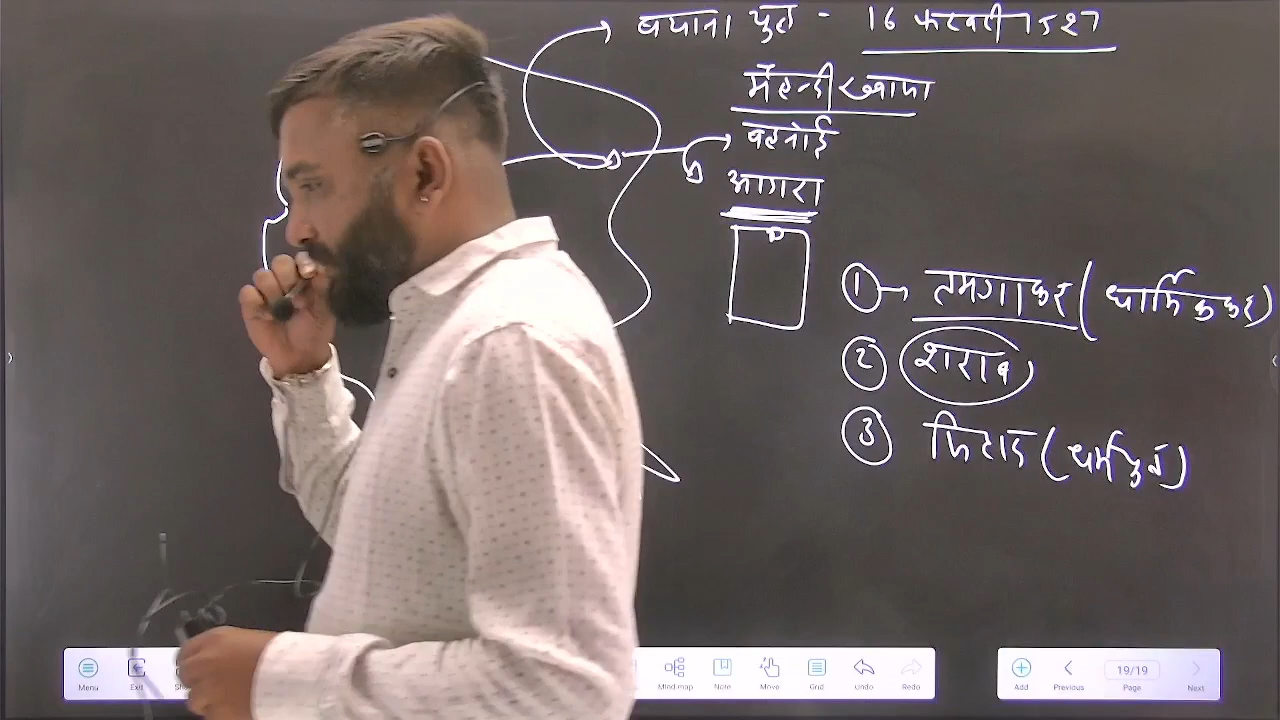 बयाना युद्ध - 16 फरवरी 1527
मेंहन्दी ख्वाजा
बहनोई
आगरा
① → तमगा कर (धार्मिक कर)
② शराब
③ जिहाद (धर्मयुद्ध)
Menu
Exit
Mind map
Note
Move
Grid
Undo
Redo
Add
Previous
19/19
Page
Next